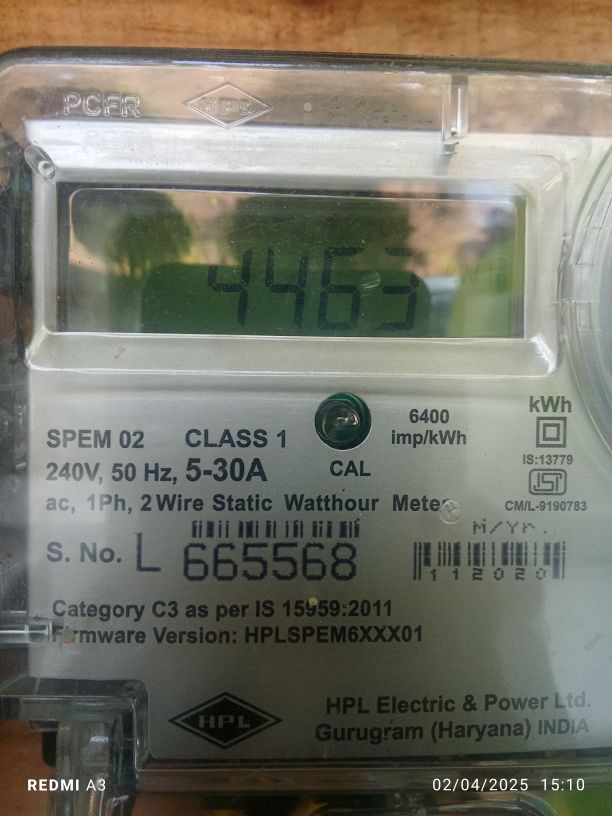 PCFR HPL
4463
6400
imp/kWh
kWh
SPEM 02 CLASS 1
CAL
IS:13779
240V, 50 Hz, 5-30A
CM/L-9190783
ac, 1Ph, 2 Wire Static Watthour Meter
M/Yr.
S. No. L 665568
112020
Category C3 as per IS 15959:2011
Firmware Version: HPLSPEM6XXX01
HPL
HPL Electric & Power Ltd.
Gurugram (Haryana) INDIA
REDMI A3
02/04/2025 15:10